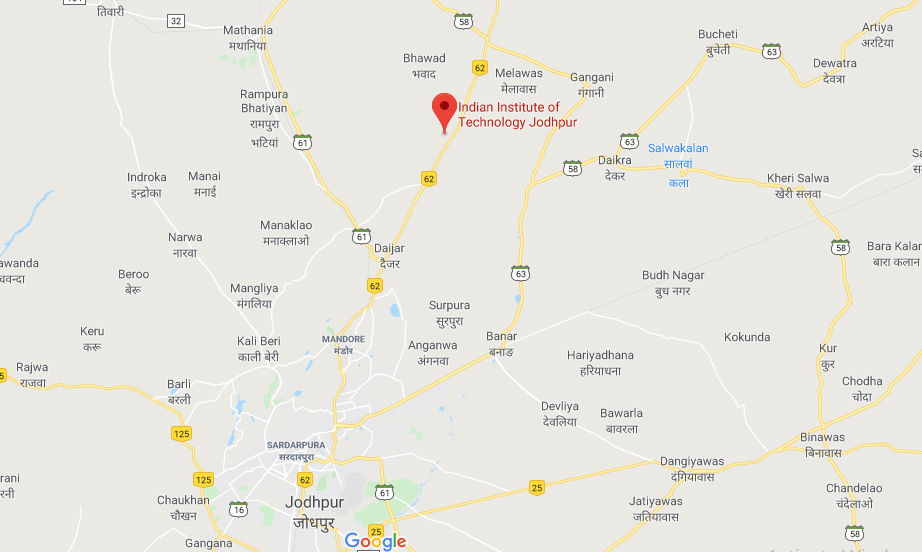 तिवारी
32
58
Mathania
मथानिया
Bhawad
भवाद
62
Melawas
मेलावास
Gangani
गंगानी
Bucheti
बुचेती
63
Artiya
अरटिया
Dewatra
देवत्रा
Rampura
Bhatiyan
रामपुरा
भटियां
Indian Institute of
Technology Jodhpur
61
63
Salwakalan
सालवां
कला
Daikra
देकर
58
62
Kheri Salwa
खेरी सलवा
Indroka
इन्द्रोका
Manai
मनाई
Manaklao
मनाक्लाओ
61
Narwa
नारवा
Daijar
दैजर
58
Bara Kalan
बारा कलान
Beroo
बेरू
63
Budh Nagar
बुध नगर
62
Mangliya
मंगलिया
Surpura
सुरपुरा
Keru
करू
Kali Beri
काली बेरी
MANDORE
मंडोर
Anganwa
अंगनवा
Banar
बनाङ
Kokunda
Hariyadhana
हरियाधना
Kur
कुर
Rajwa
राजवा
Barli
बरली
Chodha
चोदा
Devliya
देवलिया
Bawarla
बावरला
125
SARDARPURA
सरदारपुरा
Binawas
बिनावास
Dangiyawas
दंगियावास
125
62
61
25
Chandelao
चंदेलाओ
Chaukhan
चौखन
16
Jodhpur
जोधपुर
Jatiyawas
जतियावास
25
58
Gangana
Google